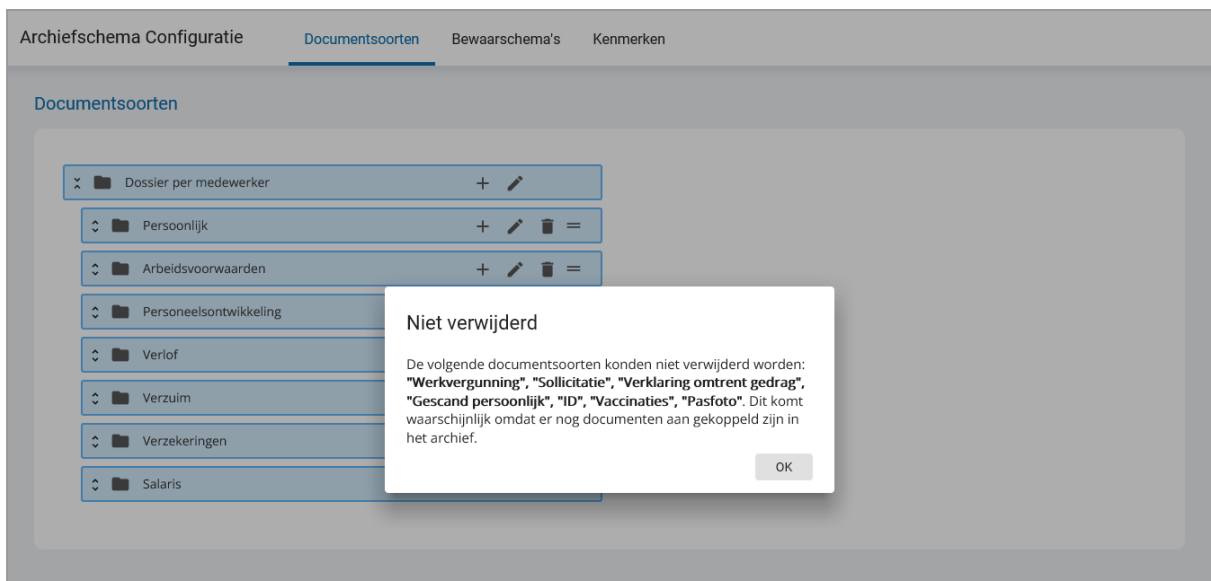 Archiefschema Configuratie Documentsoorten Bewaarschema's Kenmerken
Documentsoorten
Dossier per medewerker
Persoonlijk
Arbeidsvoorwaarden
Personeelsontwikkeling
Verlof
Verzuim
Verzekeringen
Salaris
Niet verwijderd
De volgende documentsoorten konden niet verwijderd worden:
"Werkvergunning", "Sollicitatie", "Verklaring omtrent gedrag",
"Gescand persoonlijk", "ID", "Vaccinaties", "Pasfoto". Dit komt
waarschijnlijk omdat er nog documenten aan gekoppeld zijn in
het archief.
OK